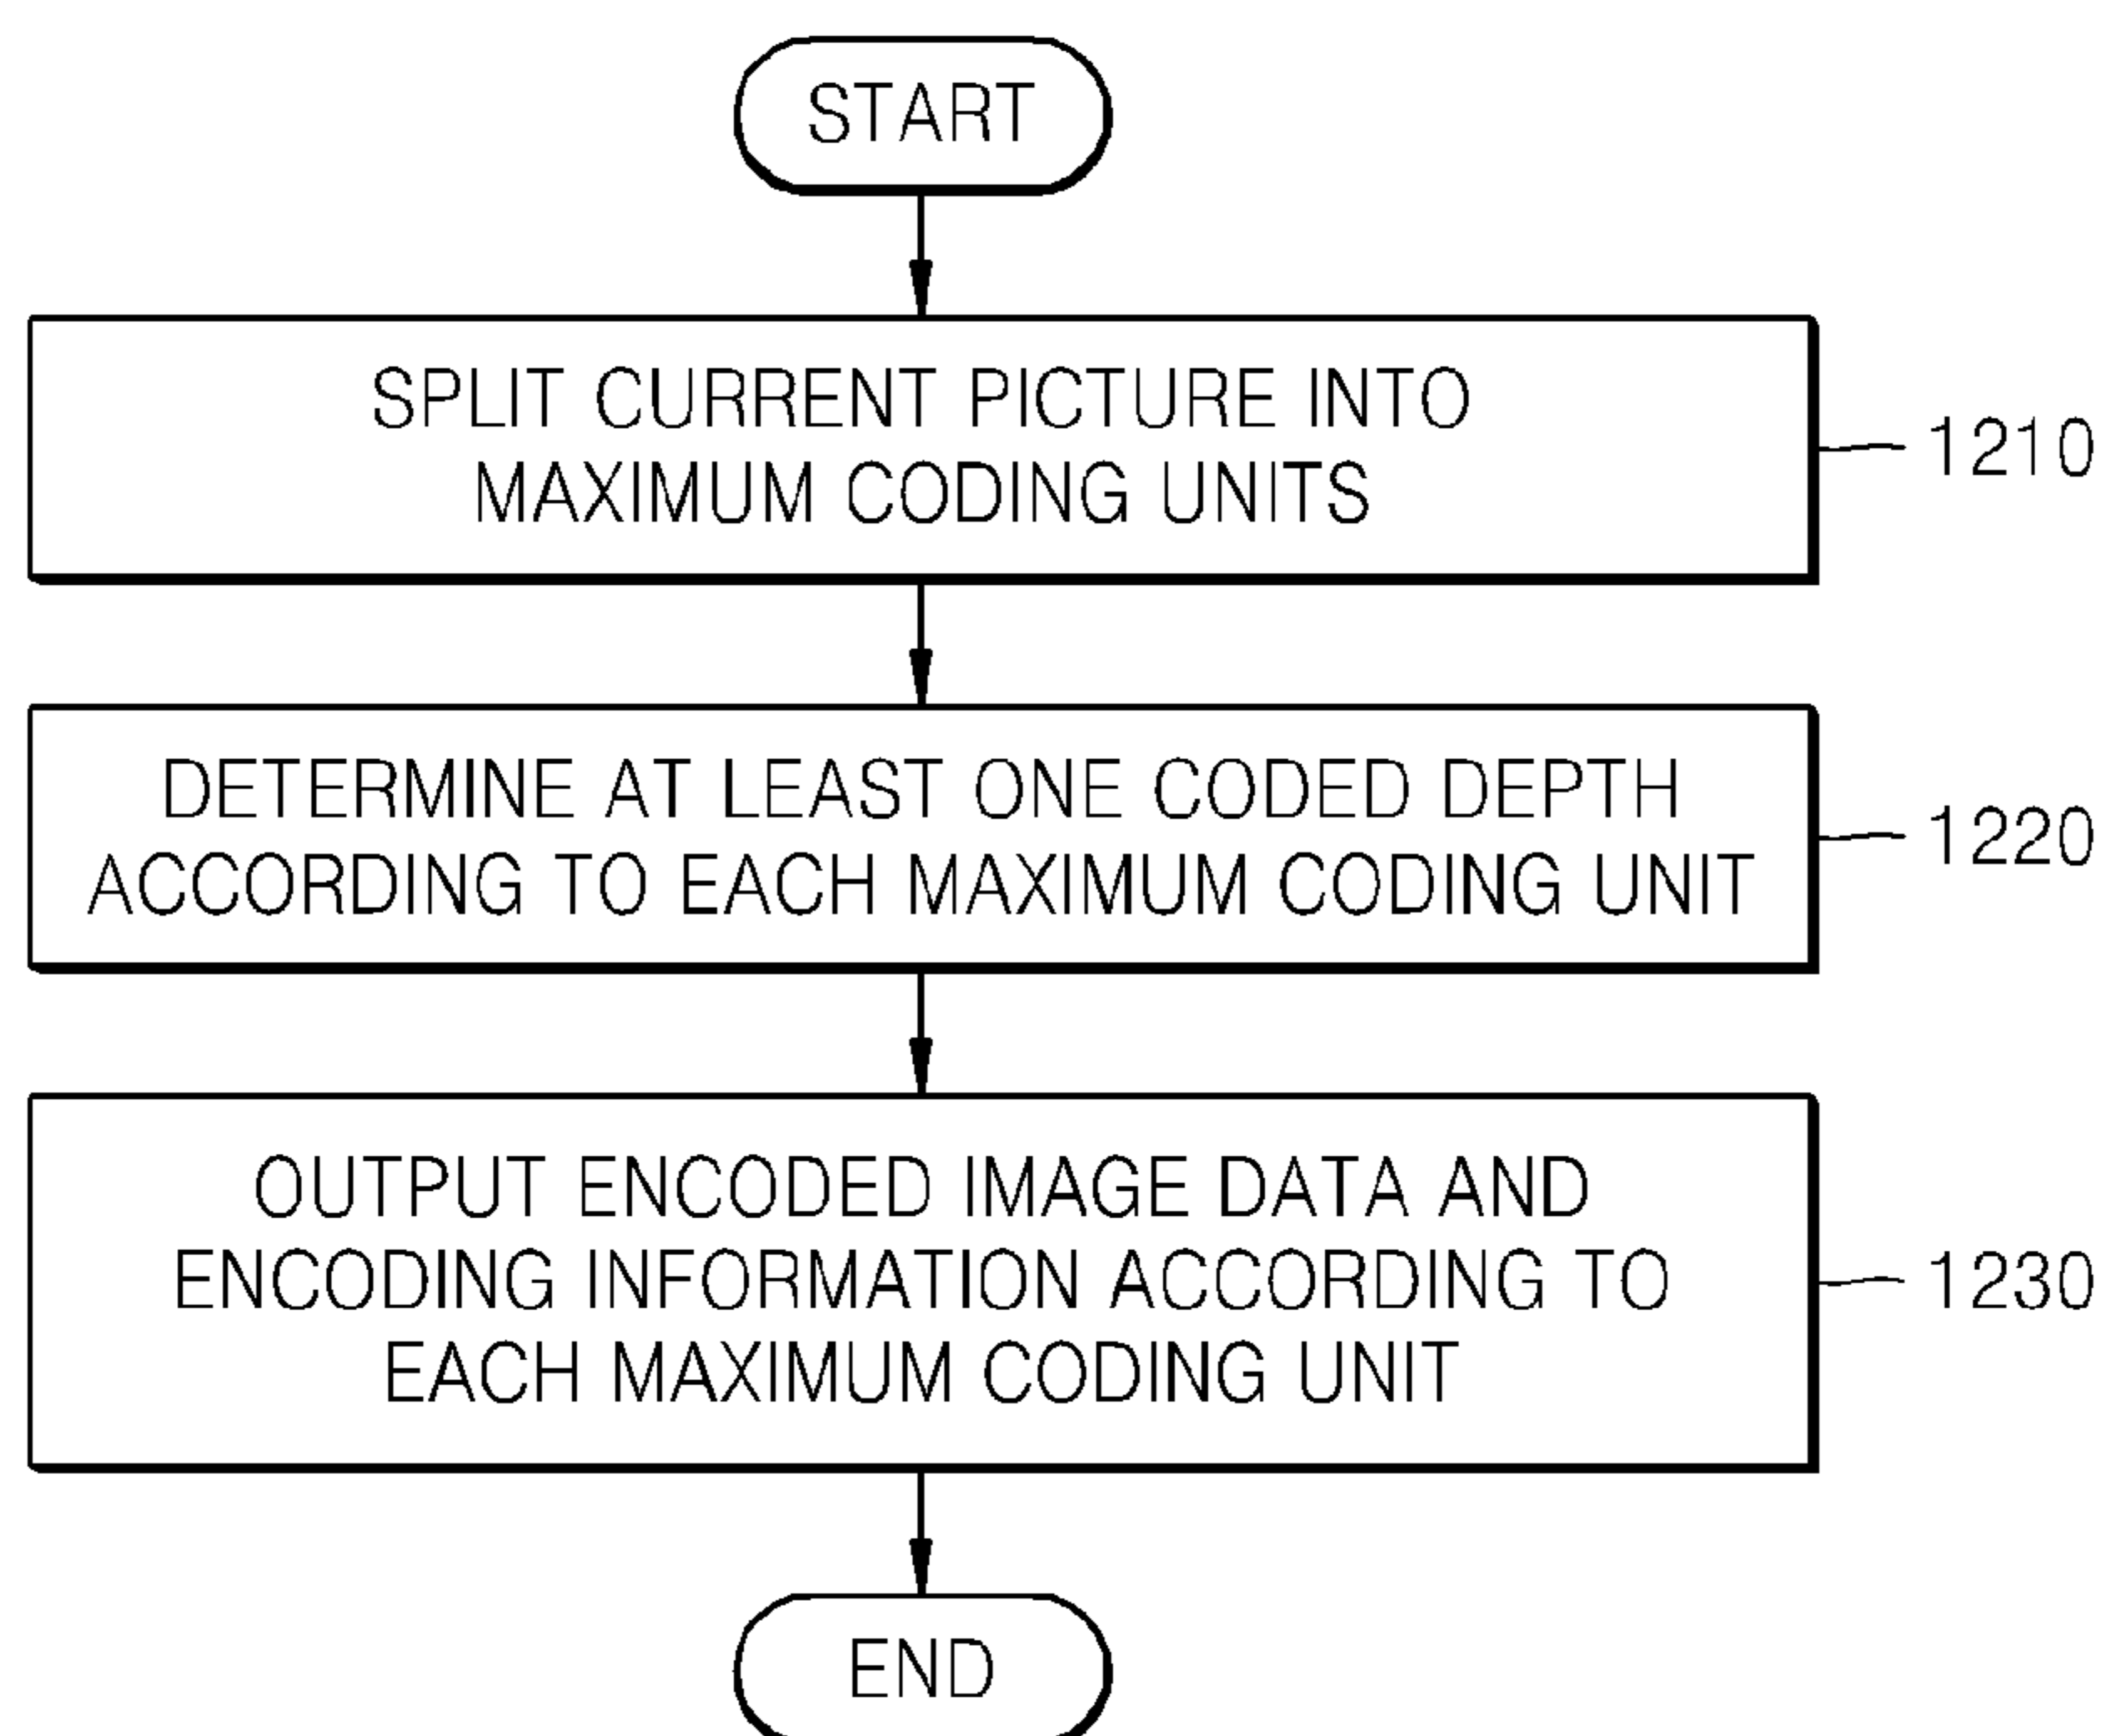 START
SPLIT CURRENT PICTURE INTO
MAXIMUM CODING UNITS
1210
DETERMINE AT LEAST ONE CODED DEPTH
ACCORDING TO EACH MAXIMUM CODING UNIT
1220
OUTPUT ENCODED IMAGE DATA AND
ENCODING INFORMATION ACCORDING TO
EACH MAXIMUM CODING UNIT
1230
END